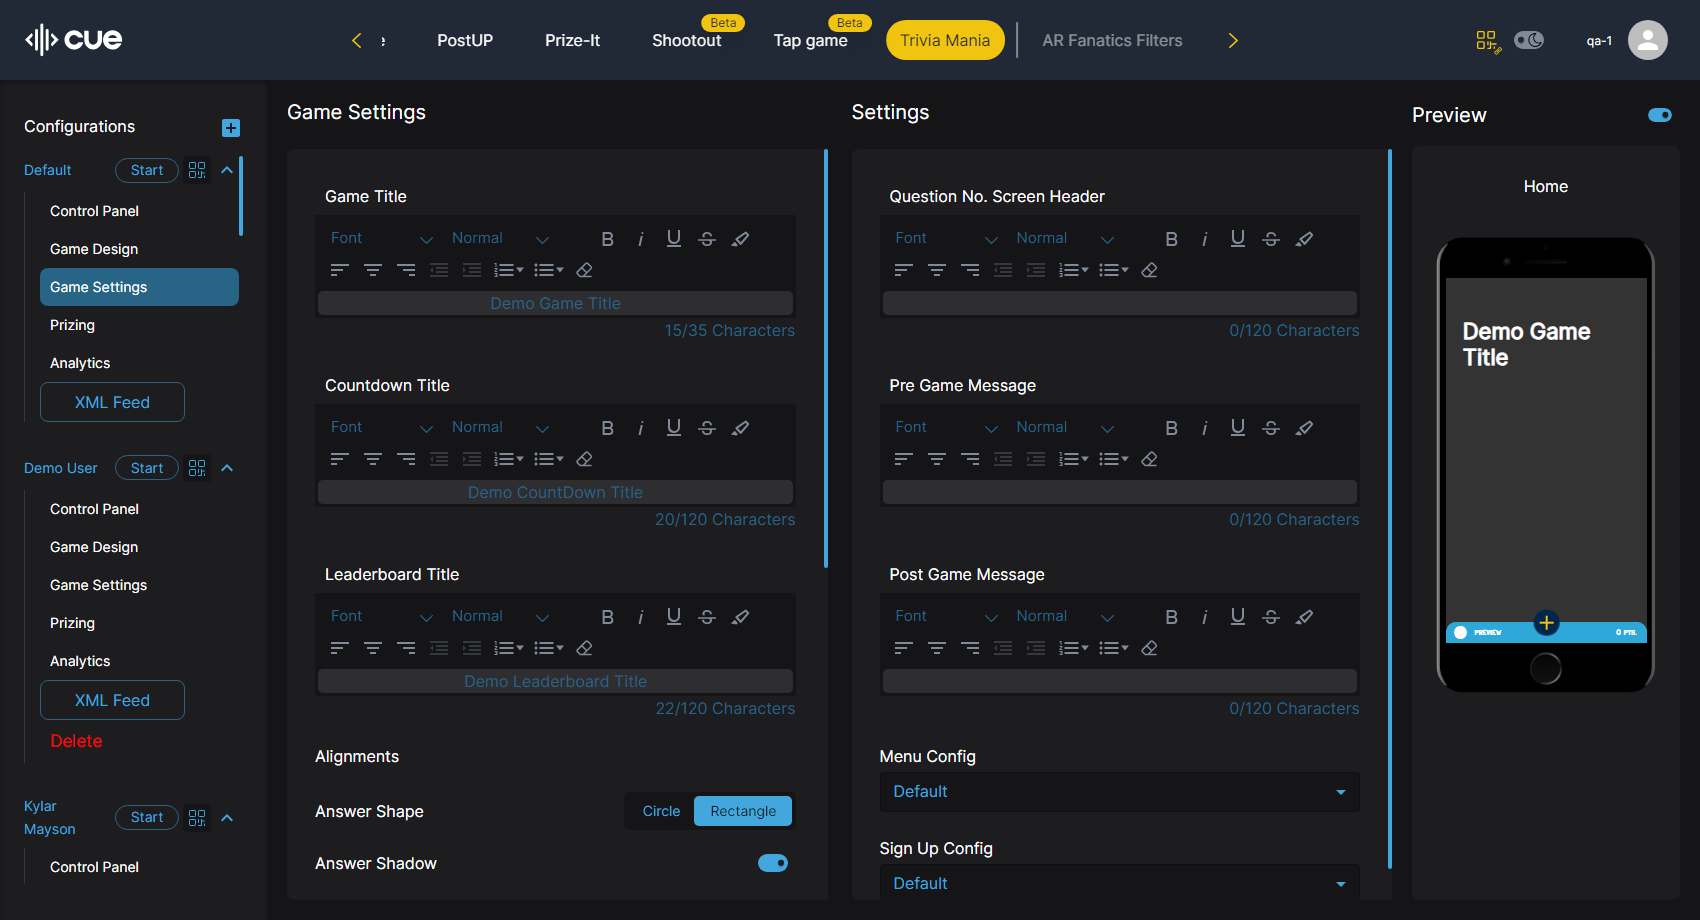 cue
PostUP
Prize-It
Shootout
Beta
Tap game
Beta
Trivia Mania
AR Fanatics Filters
qa-1
Configurations
Default
Start
Control Panel
Game Design
Game Settings
Prizing
Analytics
XML Feed
Demo User
Start
Control Panel
Game Design
Game Settings
Prizing
Analytics
XML Feed
Delete
Kylar
Mayson
Start
Control Panel
Game Settings
Game Title
Font
Normal
Demo Game Title
15/35 Characters
Countdown Title
Font
Normal
Demo CountDown Title
20/120 Characters
Leaderboard Title
Font
Normal
Demo Leaderboard Title
22/120 Characters
Alignments
Answer Shape
Circle
Rectangle
Answer Shadow
Settings
Question No. Screen Header
Font
Normal
0/120 Characters
Pre Game Message
Font
Normal
0/120 Characters
Post Game Message
Font
Normal
0/120 Characters
Menu Config
Default
Sign Up Config
Default
Preview
Home
Demo Game
Title
PREVIEW
0 PTS.